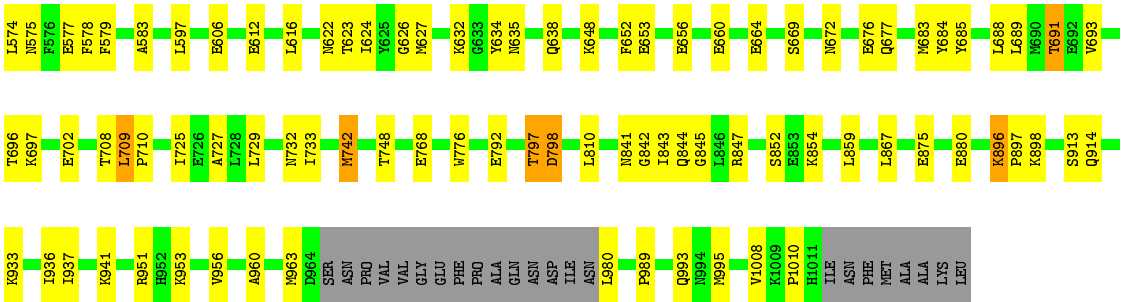 L574 N575 F576 E577 F578 F579 A583 L597 E606 E612 L616 N622 T623 I624 Y625 G626 M627 K632 G633 Y634 N635 Q638 K648 F652 E653 E656 E660 E664 S669 N672 E676 Q677 M683 Y684 Y685 L688 L689 M690 T691 E692 V693
T696 K697 E702 T708 L709 P710 I725 E726 A727 L728 L729 N732 I733 M742 T748 E768 W776 E792 T797 D798 L810 N841 G842 I843 Q844 G845 L846 R847 S852 E853 K854 L859 L867 E875 E880 K896 P897 K898 S913 Q914
K933 I936 I937 K941 R951 H952 K953 V956 A960 M963 D964 SER ASN PRO VAL VAL GLY GLU PHE PRO ALA GLN ASN ASP ILE ASN L980 P989 Q993 N994 M995 V1008 K1009 P1010 H1011 ILE ASN PHE MET ALA ALA LYS LEU